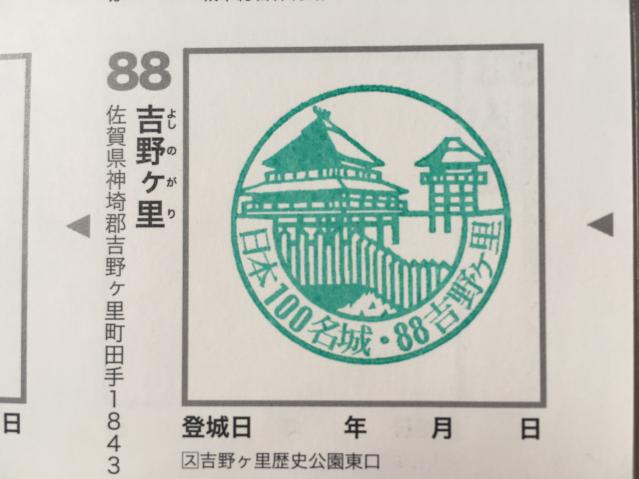 88
吉野ヶ里
よしのがり
佐賀県神埼郡吉野ヶ里町田手1843
日本100名城・88吉野ヶ里
登城日 年 月 日
ス吉野ヶ里歴史公園東口
日